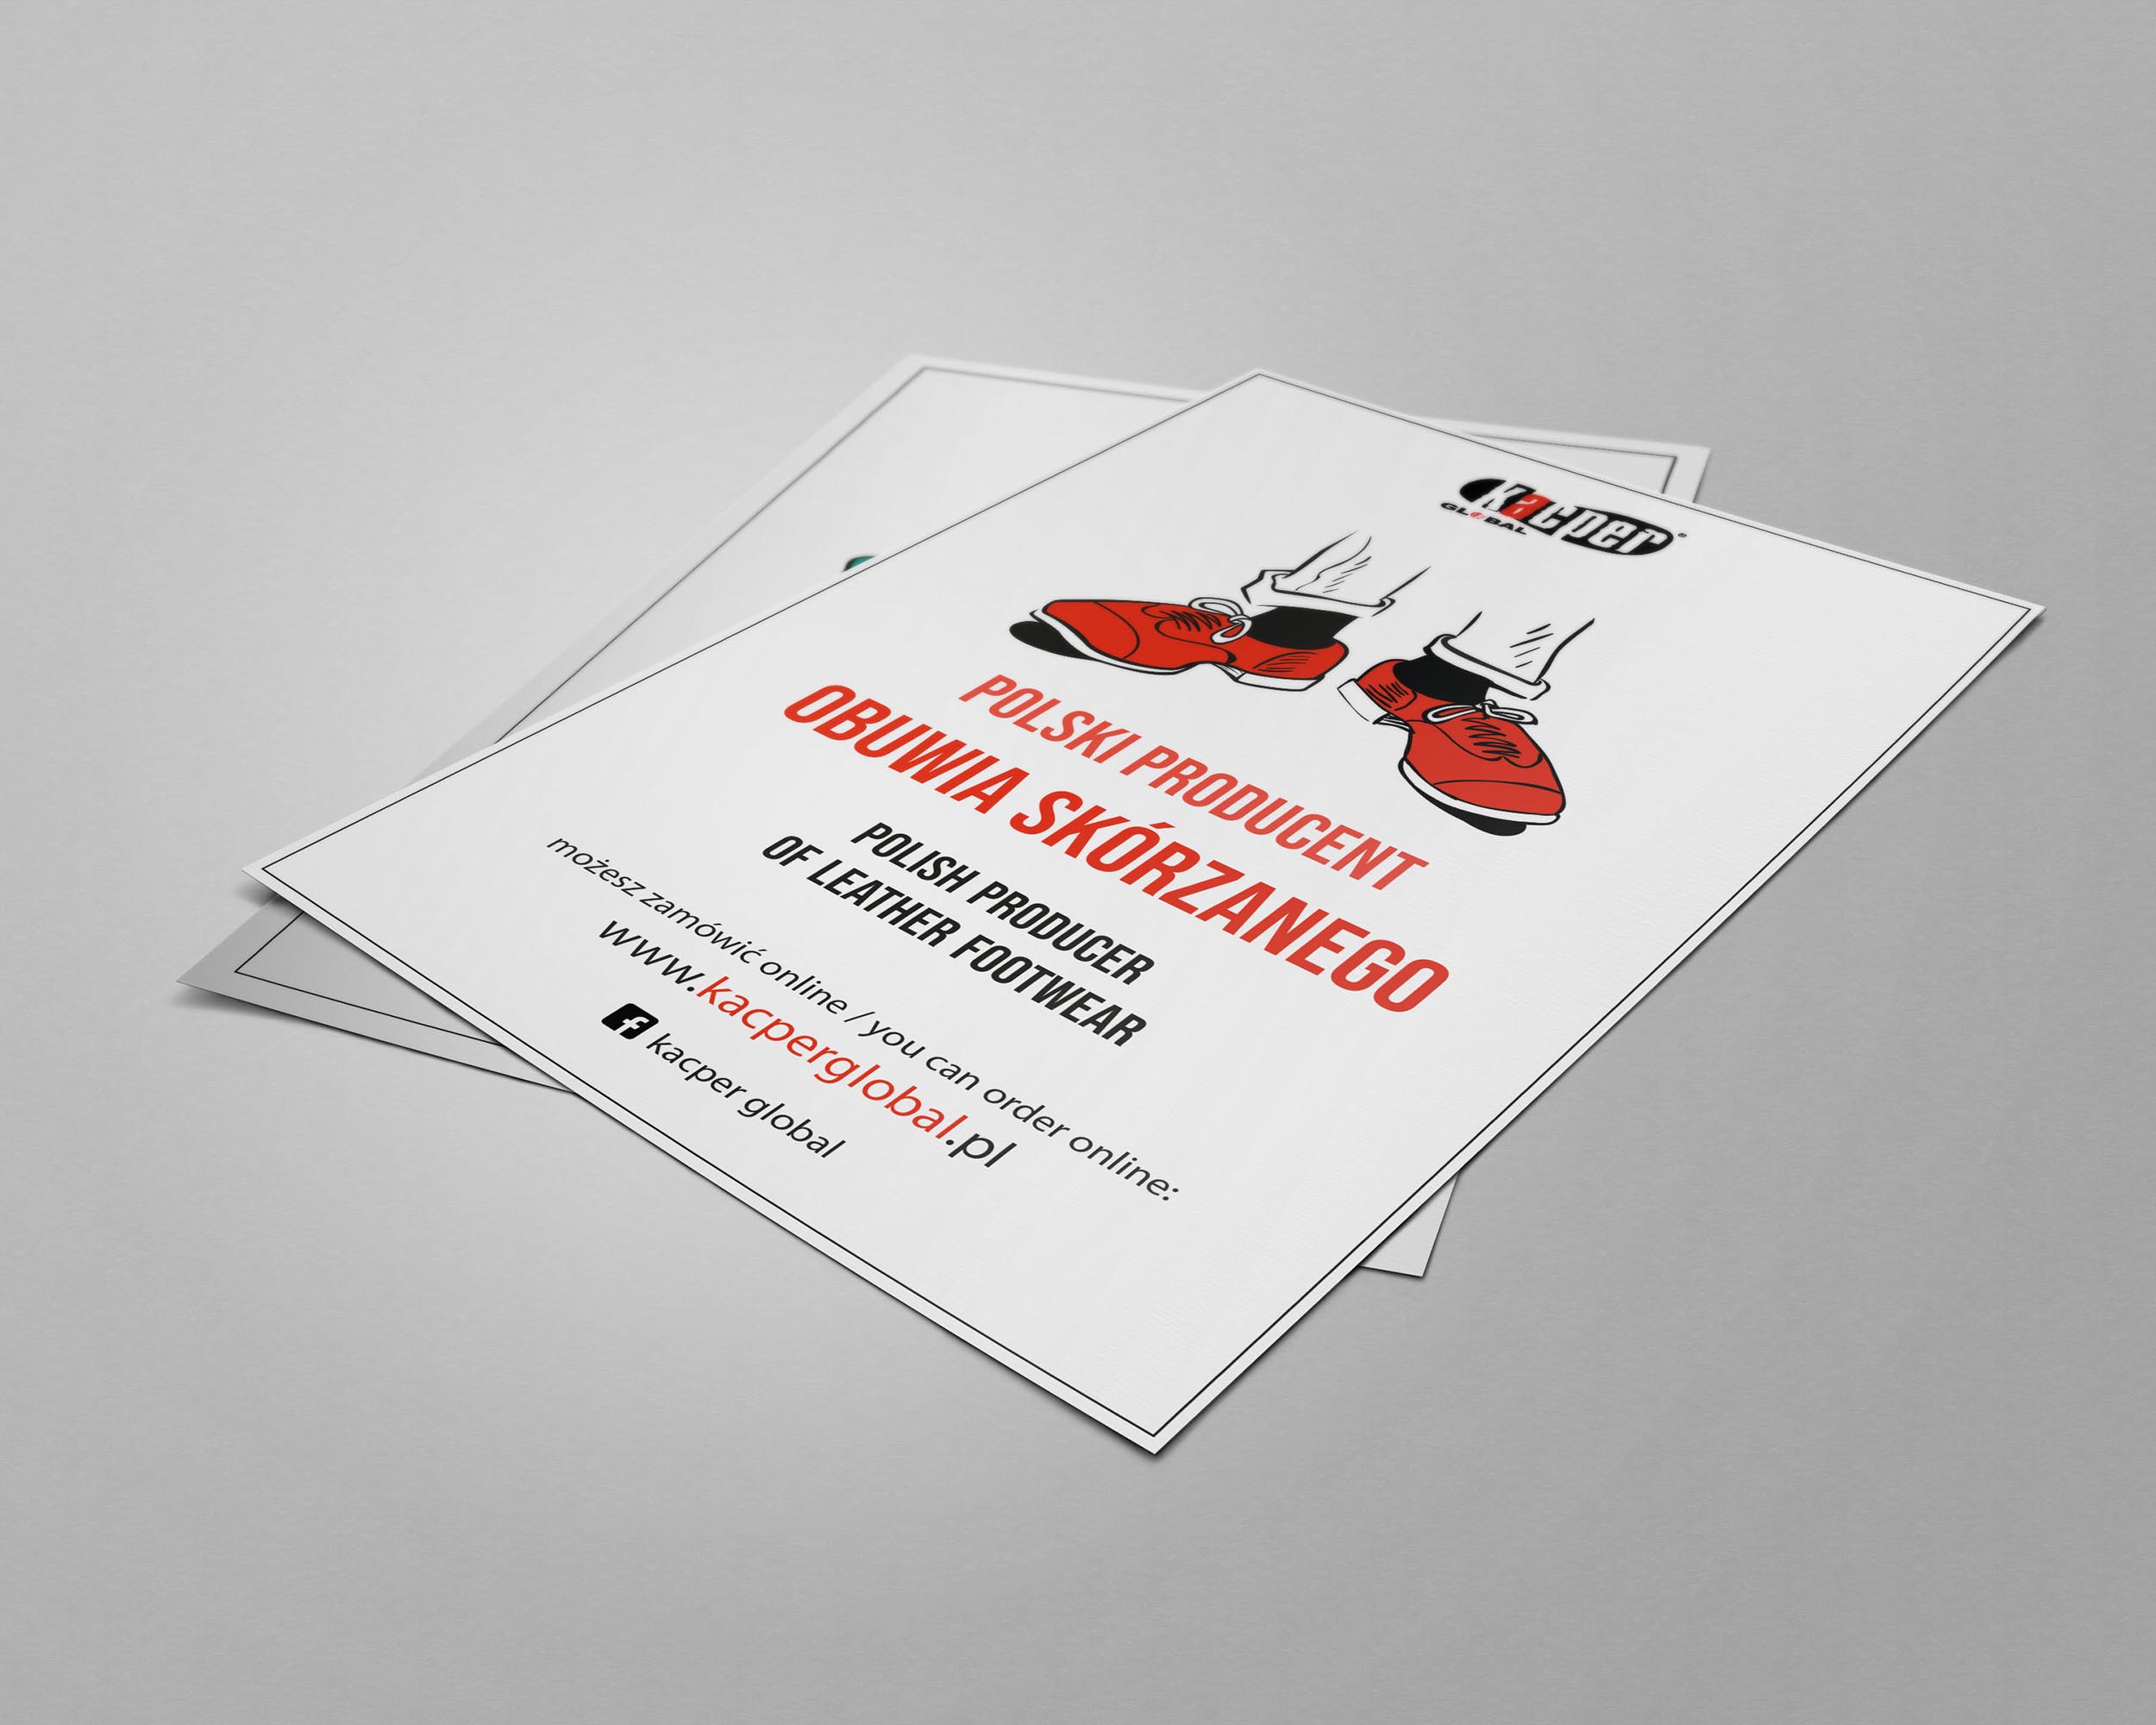 kacper
GLOBAL
POLSKI PRODUCENT
OBUWIA SKÓRZANEGO
POLISH PRODUCER
OF LEATHER FOOTWEAR
możesz zamówić online / you can order online:
www.kacperglobal.pl
kacper global